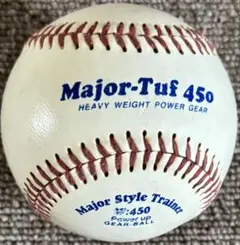 Major-Tuf 450
HEAVY WEIGHT POWER GEAR
Major Style Trainer
W:450
Power up
GEAR-BALL